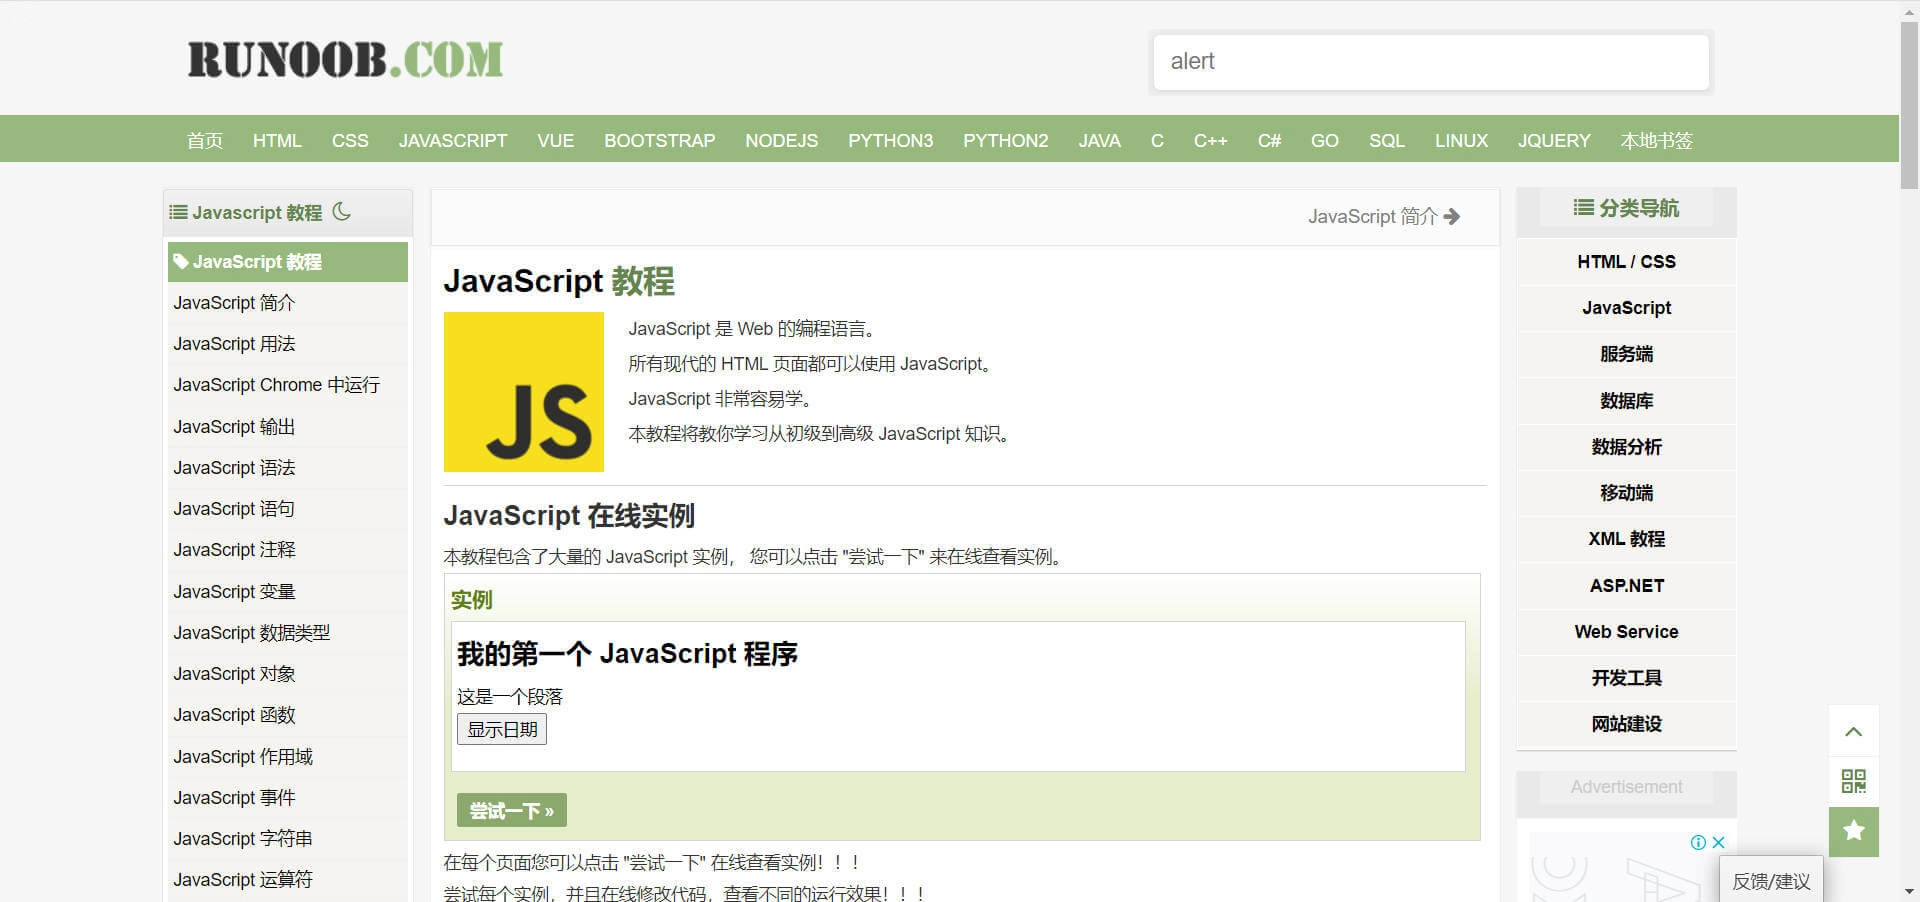 RUNOOB.COM
alert
首页 HTML CSS JAVASCRIPT VUE BOOTSTRAP NODEJS PYTHON3 PYTHON2 JAVA C C++ C# GO SQL LINUX JQUERY 本地书签
Javascript 教程
JavaScript 教程
JavaScript 简介
JavaScript 用法
JavaScript Chrome 中运行
JavaScript 输出
JavaScript 语法
JavaScript 语句
JavaScript 注释
JavaScript 变量
JavaScript 数据类型
JavaScript 对象
JavaScript 函数
JavaScript 作用域
JavaScript 事件
JavaScript 字符串
JavaScript 运算符
JavaScript 简介
JavaScript 教程
JS
JavaScript 是 Web 的编程语言。
所有现代的 HTML 页面都可以使用 JavaScript。
JavaScript 非常容易学。
本教程将教你学习从初级到高级 JavaScript 知识。
JavaScript 在线实例
本教程包含了大量的 JavaScript 实例， 您可以点击 "尝试一下" 来在线查看实例。
实例
我的第一个 JavaScript 程序
这是一个段落
显示日期
尝试一下 »
在每个页面您可以点击 "尝试一下" 在线查看实例！！！
尝试每个实例，并且在线修改代码，查看不同的运行效果！！！
分类导航
HTML / CSS
JavaScript
服务端
数据库
数据分析
移动端
XML 教程
ASP.NET
Web Service
开发工具
网站建设
Advertisement
反馈/建议